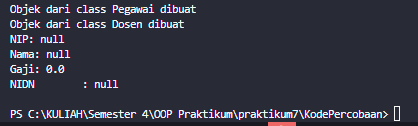 Objek dari class Pegawai dibuat
Objek dari class Dosen dibuat
NIP: null
Nama: null
Gaji: 0.0
NIDN      : null
PS C:\KULIAH\Semester 4\OOP Praktikum\praktikum7\KodePercobaan>